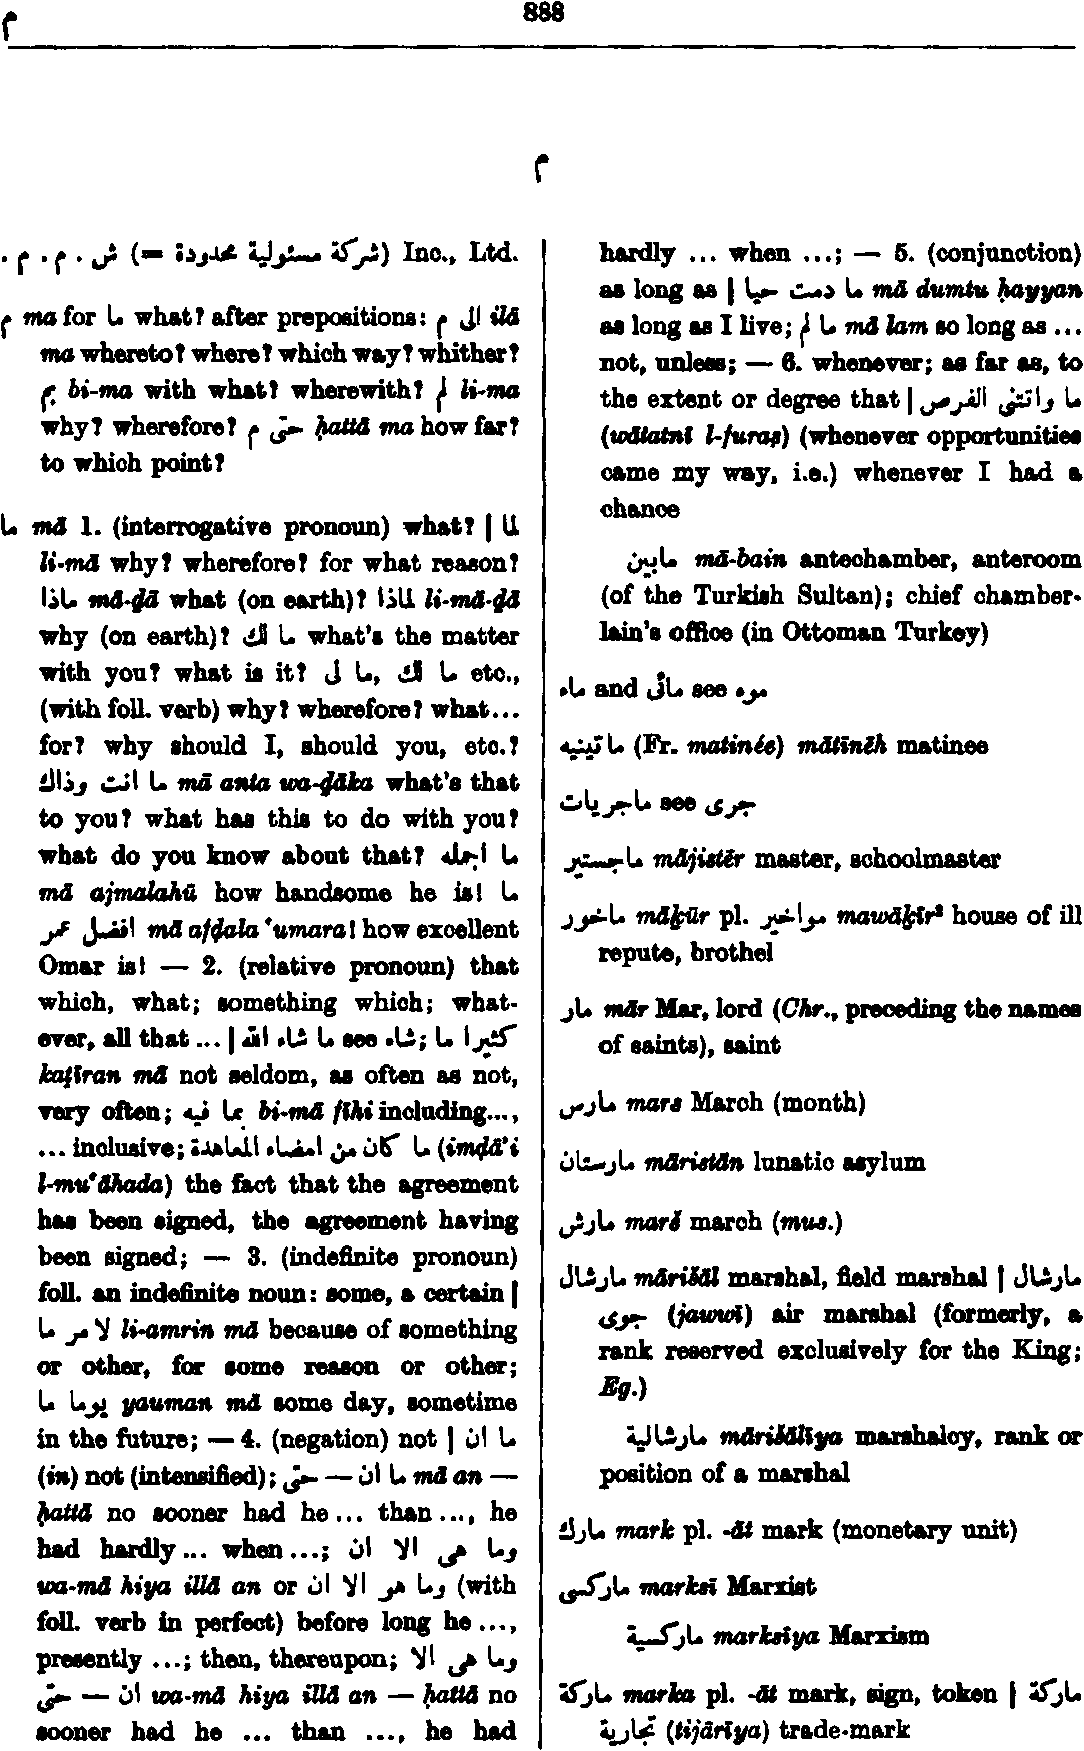 م
888
م
ش . م . م . (= شركة مسئولية محدودة) Inc., Ltd.
م ma for ما what? after prepositions: الى م ilā
ma whereto? where? which way? whither?
بم bi-ma with what? wherewith? لم li-ma
why? wherefore? حتى م ḥattā ma how far?
to which point?
ما mā 1. (interrogative pronoun) what? | لما
li-mā why? wherefore? for what reason?
ماذا mā-ḏā what (on earth)? لماذا li-mā-ḏā
why (on earth)? ما لك what's the matter
with you? what is it? ما لى, ما لك etc.,
(with foll. verb) why? wherefore? what...
for? why should I, should you, etc.?
ما انت وذاك mā anta wa-ḏāka what's that
to you? what has this to do with you?
what do you know about that? ما أجمله
mā ajmalahū how handsome he is! ما
افضل عمر mā afḍala ‘umara! how excellent
Omar is! — 2. (relative pronoun) that
which, what; something which; what-
ever, all that ... | ما شاء الله see شاء; كثيرا ما
kaṯīran mā not seldom, as often as not,
very often; بما فيه bi-mā fīhi including...,
... inclusive; ما كان من امضاء المعاهدة (imḍā’i
l-mu‘āhada) the fact that the agreement
has been signed, the agreement having
been signed; — 3. (indefinite pronoun)
foll. an indefinite noun: some, a certain |
لامر ما li-amrin mā because of something
or other, for some reason or other;
يوما ما yauman mā some day, sometime
in the future; — 4. (negation) not | ما ان
(in) not (intensified); ما ان — حتى mā an —
ḥattā no sooner had he ... than ..., he
had hardly ... when ...; وما هى الا ان
wa-mā hiya illā an or وما هو الا ان (with
foll. verb in perfect) before long he ...,
presently ...; then, thereupon; وما هى الا
ان — حتى wa-mā hiya illā an — ḥattā no
sooner had he ... than ..., he had
hardly ... when ...; — 5. (conjunction)
as long as | ما دمت حيا mā dumtu ḥayyan
as long as I live; ما لم mā lam so long as ...
not, unless; — 6. whenever; as far as, to
the extent or degree that | ما واتتنى الفرص
(wātatnī l-furaṣ) (whenever opportunities
came my way, i.e.) whenever I had a
chance
مابين mā-bain antechamber, anteroom
(of the Turkish Sultan); chief chamber-
lain's office (in Ottoman Turkey)
ماء and مائى see موه
ماتينيه (Fr. matinée) mātīnēh matinee
ماجريات see جرى
ماجستير mājistēr master, schoolmaster
ماخور māḵūr pl. مواخير mawāḵīr² house of ill
repute, brothel
مار mār Mar, lord (Chr., preceding the names
of saints), saint
مارس mars March (month)
مارستان māristān lunatic asylum
مارش marš march (mus.)
مارشال mārišāl marshal, field marshal | مارشال
جوى (jawwī) air marshal (formerly, a
rank reserved exclusively for the King;
Eg.)
مارشالية mārišālīya marshalcy, rank or
position of a marshal
مارك mark pl. -āt mark (monetary unit)
ماركسى marksī Marxist
ماركسية marksīya Marxism
ماركة marka pl. -āt mark, sign, token | ماركة
تجارية (tijārīya) trade-mark